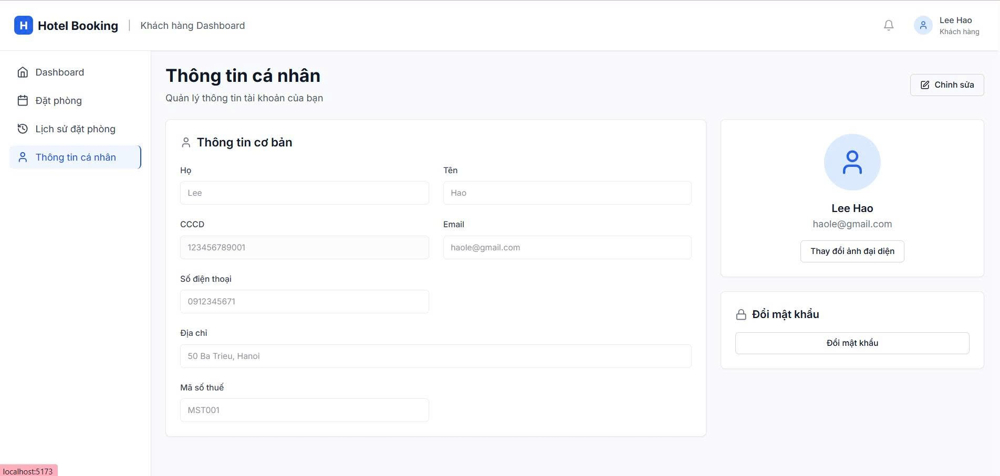 H Hotel Booking | Khách hàng Dashboard
Lee Hao
Khách hàng
Dashboard
Đặt phòng
Lịch sử đặt phòng
Thông tin cá nhân
Thông tin cá nhân
Quản lý thông tin tài khoản của bạn
Chỉnh sửa
Thông tin cơ bản
Họ
Lee
Tên
Hao
CCCD
123456789001
Email
haole@gmail.com
Số điện thoại
0912345671
Địa chỉ
50 Ba Trieu, Hanoi
Mã số thuế
MST001
Lee Hao
haole@gmail.com
Thay đổi ảnh đại diện
Đổi mật khẩu
Đổi mật khẩu
localhost:5173